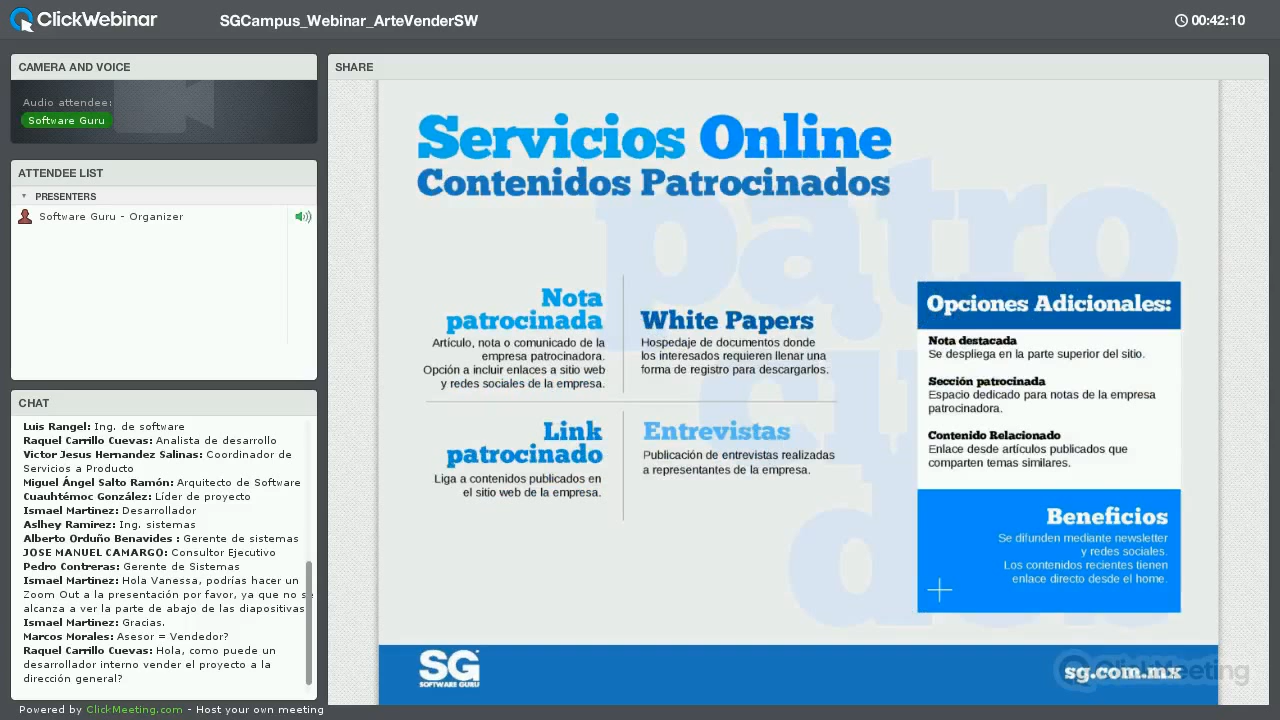 ClickWebinar
SGCampus_Webinar_ArteVenderSW
00:42:10
CAMERA AND VOICE
Audio attendee:
Software Guru
ATTENDEE LIST
PRESENTERS
Software Guru - Organizer
CHAT
Luis Rangel: Ing. de software
Raquel Carrillo Cuevas: Analista de desarrollo
Victor Jesus Hernandez Salinas: Coordinador de
Servicios a Producto
Miguel Ángel Salto Ramón: Arquitecto de Software
Cuauhtémoc González: Líder de proyecto
Ismael Martinez: Desarrollador
Aslhey Ramirez: Ing. sistemas
Alberto Orduño Benavides : Gerente de sistemas
JOSE MANUEL CAMARGO: Consultor Ejecutivo
Pedro Contreras: Gerente de Sistemas
Ismael Martinez: Hola Vanessa, podrías hacer un
Zoom Out a la presentación por favor, ya que no se
alcanza a ver la parte de abajo de las diapositivas
Ismael Martinez: Gracias.
Marcos Morales: Asesor = Vendedor?
Raquel Carrillo Cuevas: Hola, como puede un
desarrollador interno vender el proyecto a la
dirección general?
Powered by ClickMeeting.com - Host your own meeting
SHARE
Servicios Online
Contenidos Patrocinados
patro
Nota
patrocinada
Artículo, nota o comunicado de la
empresa patrocinadora.
Opción a incluir enlaces a sitio web
y redes sociales de la empresa.
White Papers
Hospedaje de documentos donde
los interesados requieren llenar una
forma de registro para descargarlos.
Link
patrocinado
Liga a contenidos publicados en
el sitio web de la empresa.
Entrevistas
Publicación de entrevistas realizadas
a representantes de la empresa.
Opciones Adicionales:
Nota destacada
Se despliega en la parte superior del sitio.
Sección patrocinada
Espacio dedicado para notas de la empresa
patrocinadora.
Contenido Relacionado
Enlace desde artículos publicados que
comparten temas similares.
Beneficios
Se difunden mediante newsletter
y redes sociales.
Los contenidos recientes tienen
enlace directo desde el home.
SG
SOFTWARE GURU
sg.com.mx
ClickMeeting